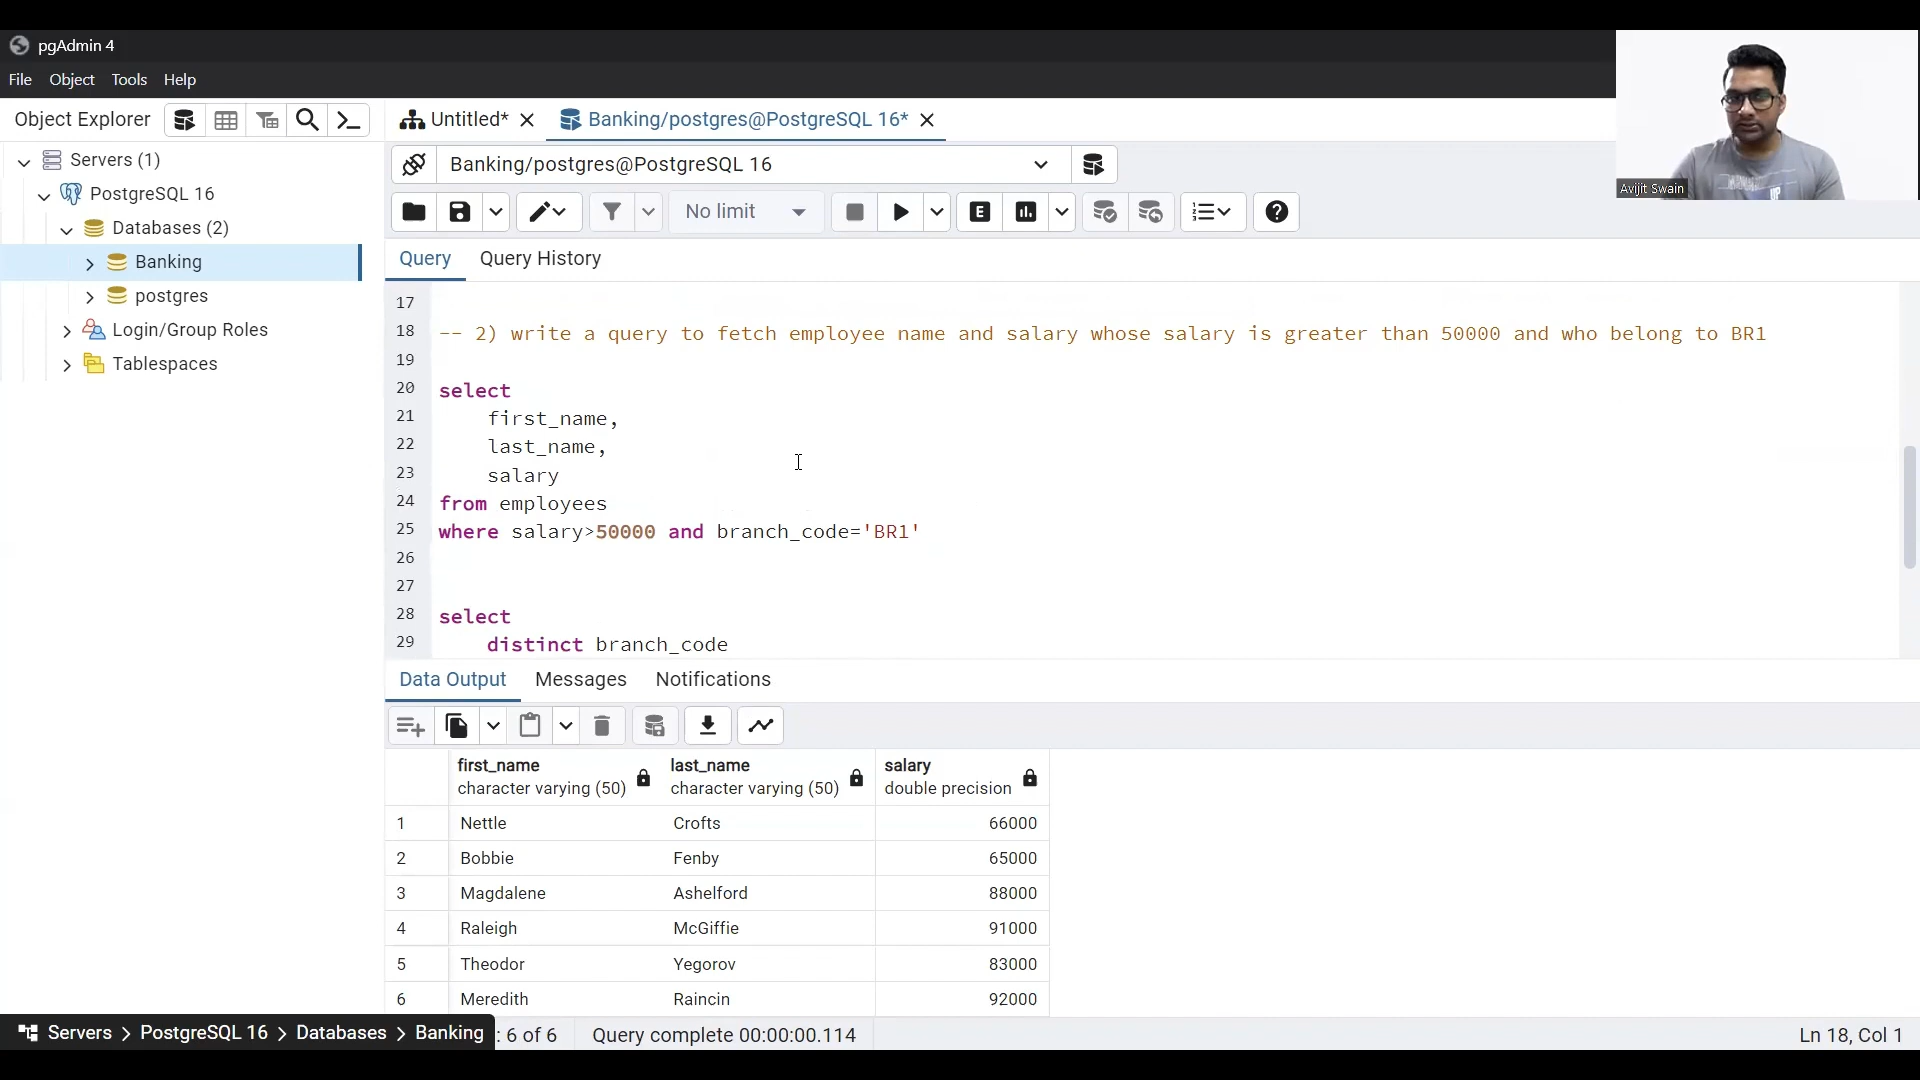 pgAdmin 4
File Object Tools Help
Object Explorer
Untitled*
Banking/postgres@PostgreSQL 16*
Servers (1)
PostgreSQL 16
Databases (2)
Banking
postgres
Login/Group Roles
Tablespaces
Banking/postgres@PostgreSQL 16
No limit
E
Avijit Swain
Query Query History
17
18 -- 2) write a query to fetch employee name and salary whose salary is greater than 50000 and who belong to BR1
19
20 select
21 first_name,
22 last_name,
23 salary
24 from employees
25 where salary>50000 and branch_code='BR1'
26
27
28 select
29 distinct branch_code
Data Output Messages Notifications
first_name last_name salary
character varying (50) character varying (50) double precision
1 Nettle Crofts 66000
2 Bobbie Fenby 65000
3 Magdalene Ashelford 88000
4 Raleigh McGiffie 91000
5 Theodor Yegorov 83000
6 Meredith Raincin 92000
Servers > PostgreSQL 16 > Databases > Banking
: 6 of 6 Query complete 00:00:00.114 Ln 18, Col 1